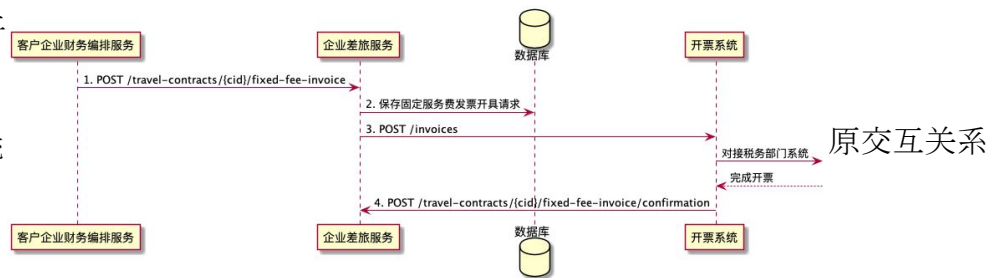 客户企业财务编排服务
企业差旅服务
数据库
开票系统
1. POST /travel-contracts/{cid}/fixed-fee-invoice
2. 保存固定服务费发票开具请求
3. POST /invoices
对接税务部门系统
原交互关系
完成开票
4. POST /travel-contracts/{cid}/fixed-fee-invoice/confirmation
客户企业财务编排服务
企业差旅服务
数据库
开票系统